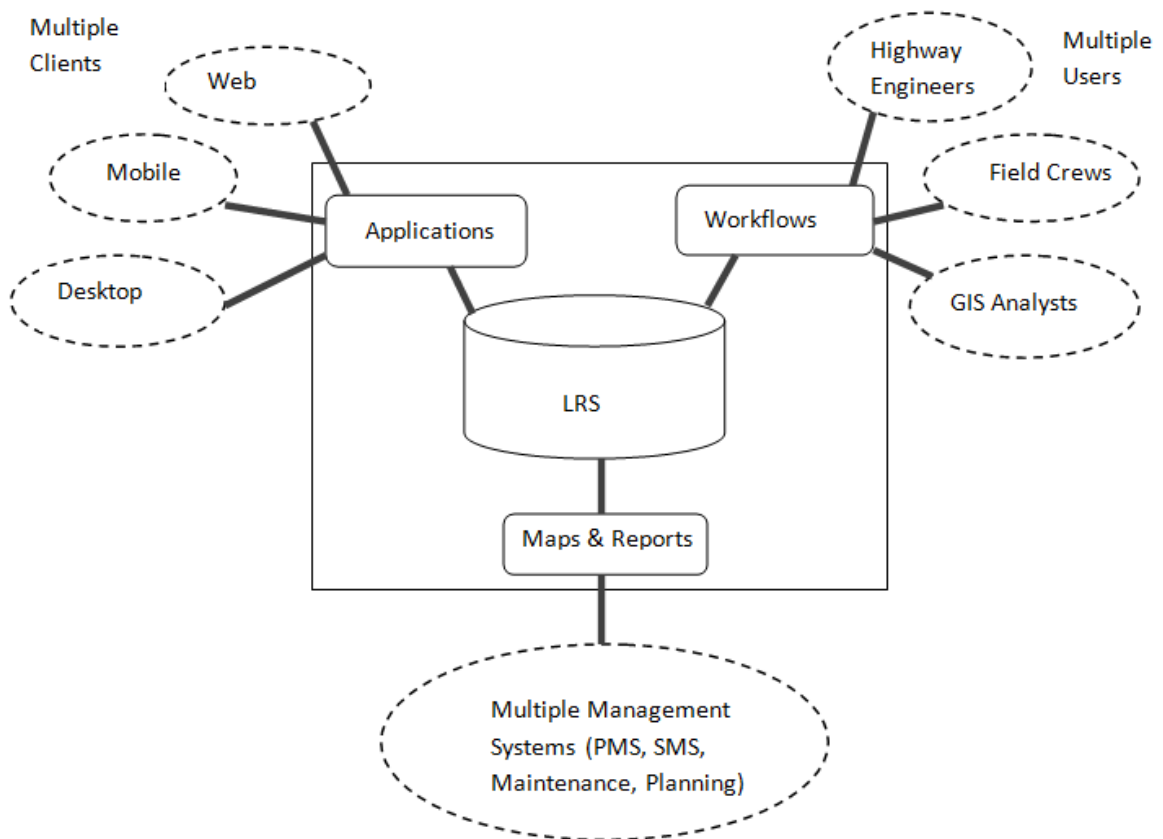 Multiple
Clients
Web
Mobile
Desktop
Highway
Engineers
Multiple
Users
Field Crews
GIS Analysts
Applications
Workflows
LRS
Maps & Reports
Multiple Management
Systems (PMS, SMS,
Maintenance, Planning)